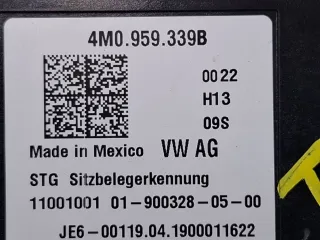 4M0.959.339B
0022
H13
09S
Made in Mexico VW AG
STG Sitzbelegerkennung
11001001 01-900328-05-00
JE6-00119.04.1900011622